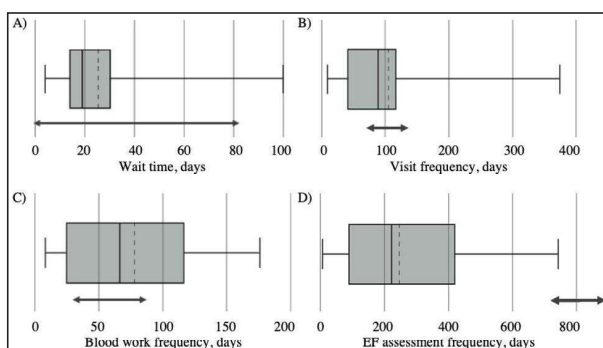 A)
0 20 40 60 80 100
Wait time, days
B)
0 100 200 300 400
Visit frequency, days
C)
0 50 100 150 200
Blood work frequency, days
D)
0 200 400 600 800
EF assessment frequency, days